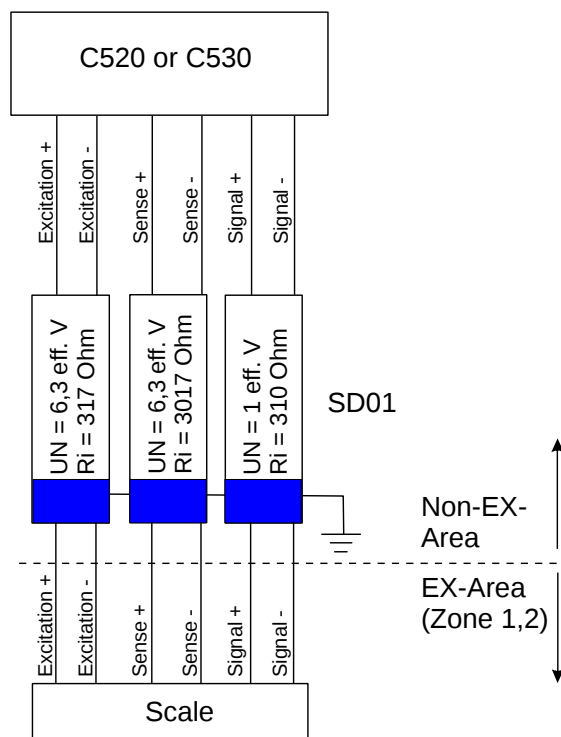 C520 or C530
Excitation +
Excitation -
Sense +
Sense -
Signal +
Signal -
UN = 6,3 eff. V
Ri = 317 Ohm
UN = 6,3 eff. V
Ri = 3017 Ohm
UN = 1 eff. V
Ri = 310 Ohm
SD01
Non-EX-
Area
EX-Area
(Zone 1,2)
Excitation +
Excitation -
Sense +
Sense -
Signal +
Signal -
Scale